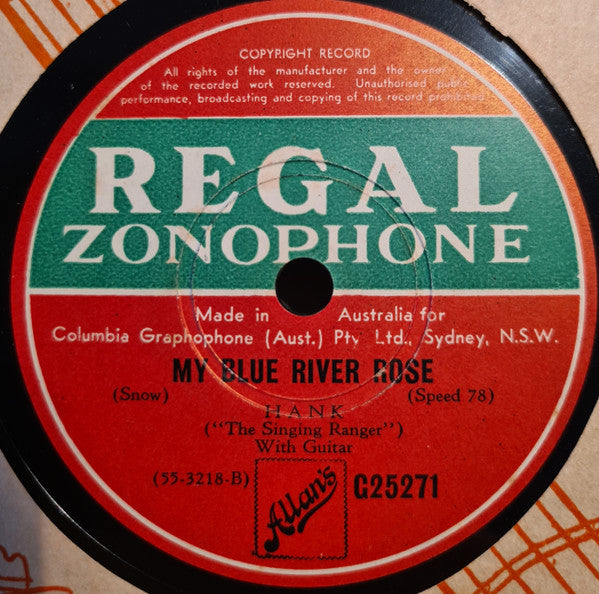 COPYRIGHT RECORD
All rights of the manufacturer and the owner
of the recorded work reserved. Unauthorised public
performance, broadcasting and copying of this record prohibited
REGAL
ZONOPHONE
Made in Australia for
Columbia Graphophone (Aust.) Pty Ltd., Sydney, N.S.W.
MY BLUE RIVER ROSE
(Snow) (Speed 78)
HANK
("The Singing Ranger")
With Guitar
(55-3218-B) G25271
Allan's